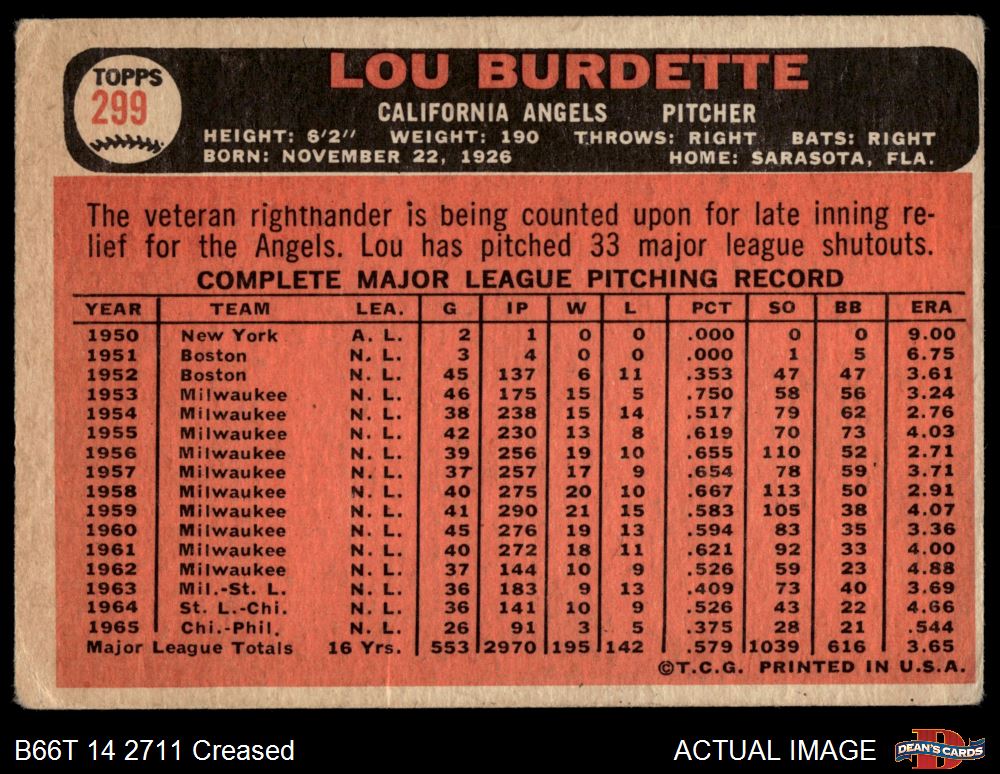 LOU BURDETTE
TOPPS
299
CALIFORNIA ANGELS PITCHER
HEIGHT: 6'2" WEIGHT: 190 THROWS: RIGHT BATS: RIGHT
BORN: NOVEMBER 22, 1926 HOME: SARASOTA, FLA.
The veteran righthander is being counted upon for late inning re-
lief for the Angels. Lou has pitched 33 major league shutouts.
COMPLETE MAJOR LEAGUE PITCHING RECORD
YEAR TEAM LEA. G IP W L PCT SO BB ERA
1950 New York A. L. 2 1 0 0 .000 0 0 9.00
1951 Boston N. L. 3 4 0 0 .000 1 5 6.75
1952 Boston N. L. 45 137 6 11 .353 47 47 3.61
1953 Milwaukee N. L. 46 175 15 5 .750 58 56 3.24
1954 Milwaukee N. L. 38 238 15 14 .517 79 62 2.76
1955 Milwaukee N. L. 42 230 13 8 .619 70 73 4.03
1956 Milwaukee N. L. 39 256 19 10 .655 110 52 2.71
1957 Milwaukee N. L. 37 257 17 9 .654 78 59 3.71
1958 Milwaukee N. L. 40 275 20 10 .667 113 50 2.91
1959 Milwaukee N. L. 41 290 21 15 .583 105 38 4.07
1960 Milwaukee N. L. 45 276 19 13 .594 83 35 3.36
1961 Milwaukee N. L. 40 272 18 11 .621 92 33 4.00
1962 Milwaukee N. L. 37 144 10 9 .526 59 23 4.88
1963 Mil.-St. L. N. L. 36 183 9 13 .409 73 40 3.69
1964 St. L.-Chi. N. L. 36 141 10 9 .526 43 22 4.66
1965 Chi.-Phil. N. L. 26 91 3 5 .375 28 21 .544
Major League Totals 16 Yrs. 553 2970 195 142 .579 1039 616 3.65
©T.C.G. PRINTED IN U.S.A.
B66T 14 2711 Creased ACTUAL IMAGE
DEAN'S CARDS